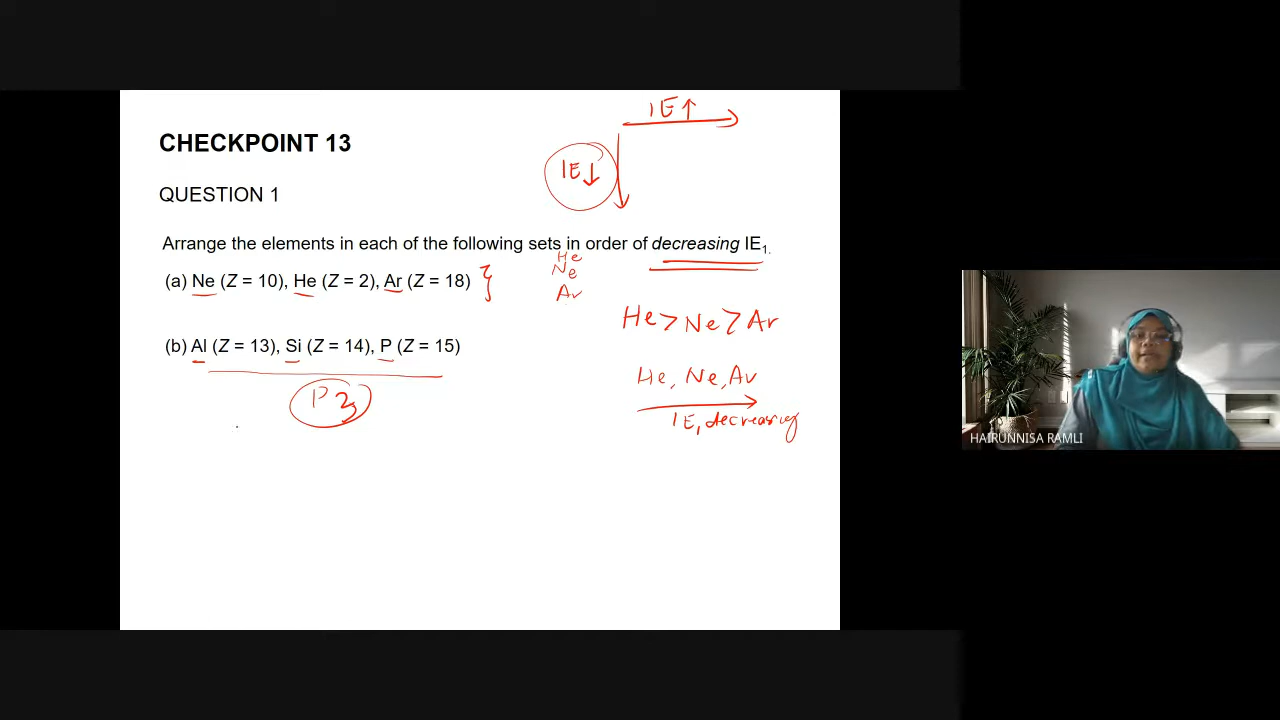 IE↑
CHECKPOINT 13
IE↓
QUESTION 1
Arrange the elements in each of the following sets in order of decreasing IE1.
He
Ne
Ar
(a) Ne (Z = 10), He (Z = 2), Ar (Z = 18) }
He > Ne > Ar
(b) Al (Z = 13), Si (Z = 14), P (Z = 15)
P3
He, Ne, Ar
IE, decreasing
HAIRUNNISA RAMLI